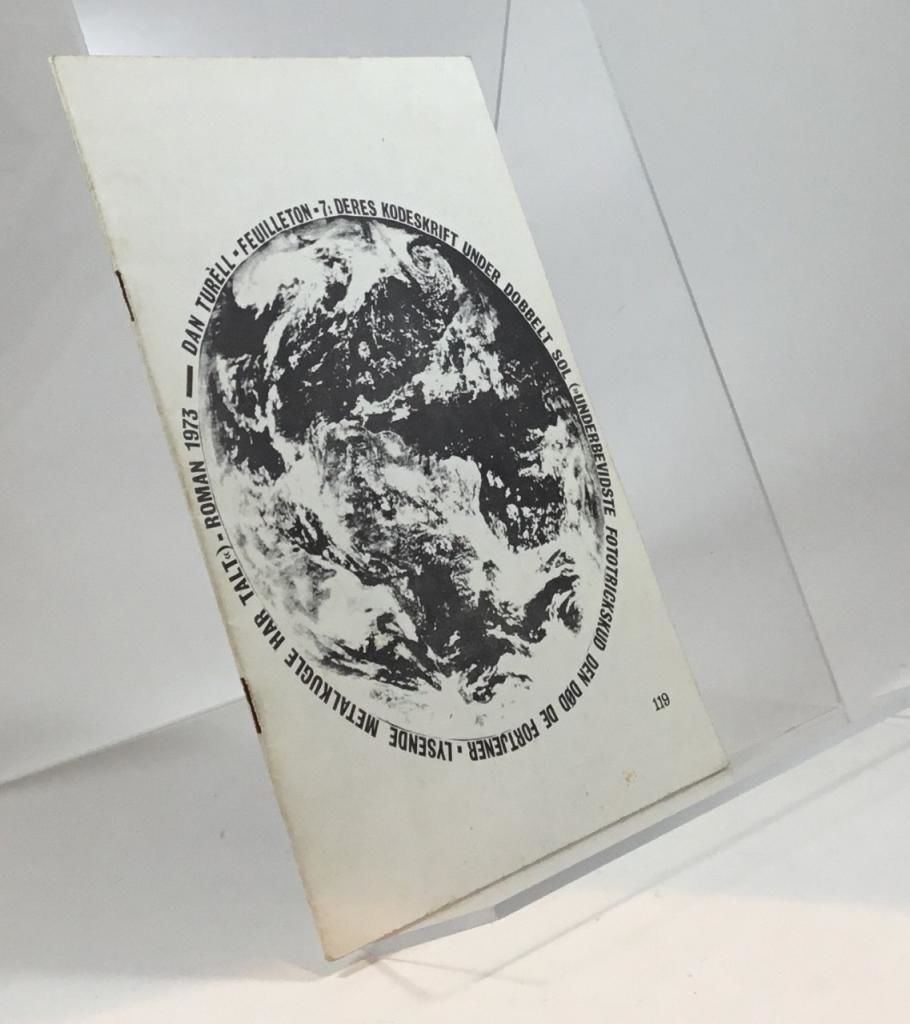 DAN TURÈLL ▪ FEUILLETON ▪ 7: DERES KODESKRIFT UNDER DOBBELT SOL (»UNDERBEVIDSTE FOTOTRICKSKUD DEN DØD DE FORTJENER ▪ LYSENDE METALKUGLE HAR TALT«) ▪ ROMAN 1973 —
119